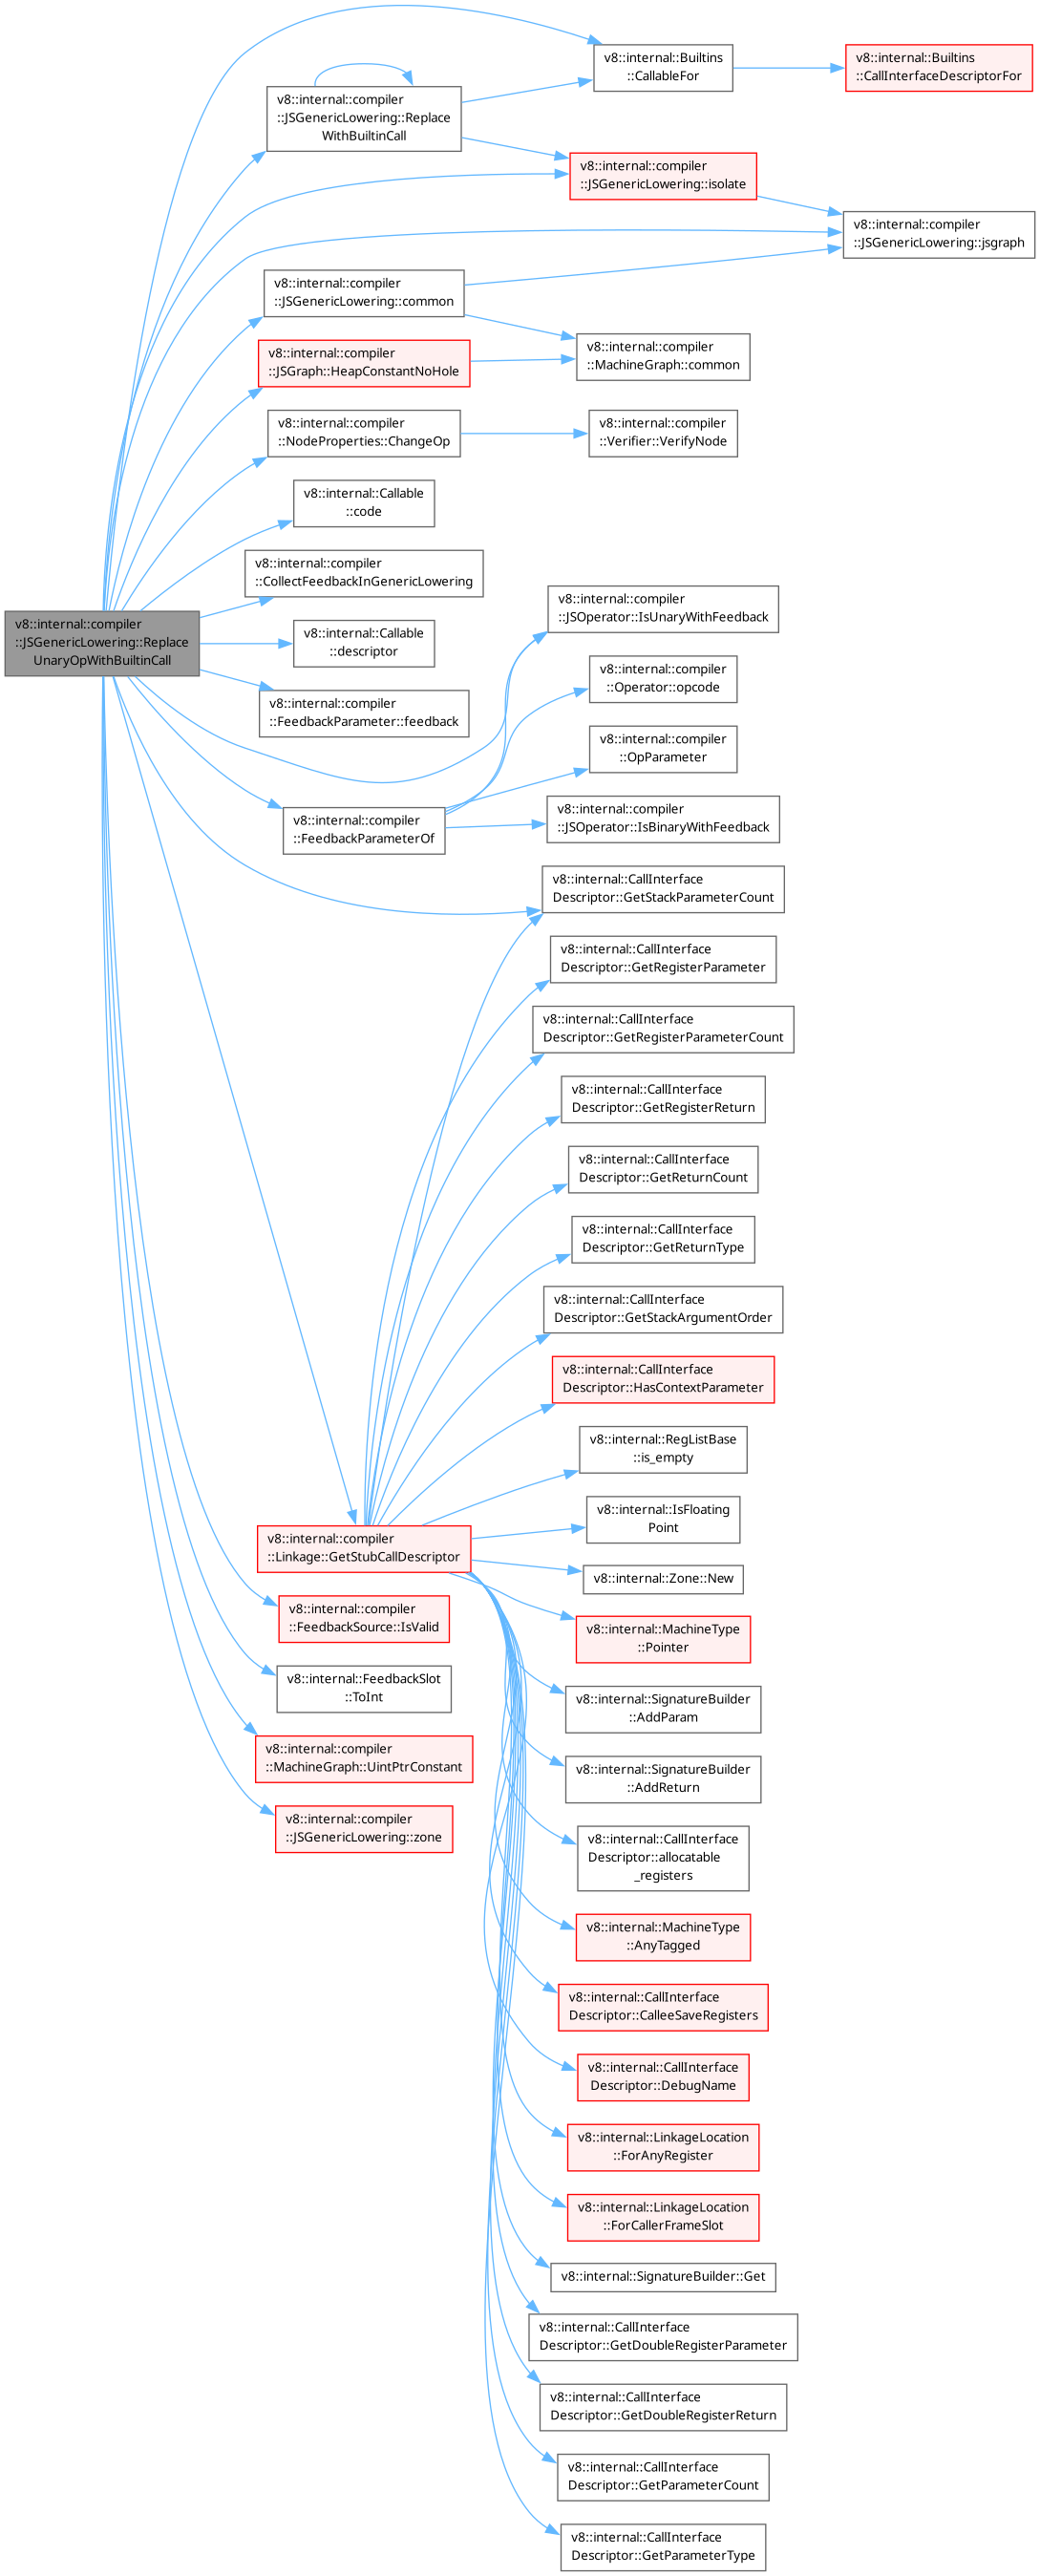 v8::internal::compiler
::JSGenericLowering::Replace
UnaryOpWithBuiltinCall
v8::internal::compiler
::JSGenericLowering::Replace
WithBuiltinCall
v8::internal::Builtins
::CallableFor
v8::internal::Builtins
::CallInterfaceDescriptorFor
v8::internal::compiler
::JSGenericLowering::isolate
v8::internal::compiler
::JSGenericLowering::jsgraph
v8::internal::compiler
::JSGenericLowering::common
v8::internal::compiler
::MachineGraph::common
v8::internal::compiler
::JSGraph::HeapConstantNoHole
v8::internal::compiler
::NodeProperties::ChangeOp
v8::internal::compiler
::Verifier::VerifyNode
v8::internal::Callable
::code
v8::internal::compiler
::CollectFeedbackInGenericLowering
v8::internal::Callable
::descriptor
v8::internal::compiler
::FeedbackParameter::feedback
v8::internal::compiler
::FeedbackParameterOf
v8::internal::compiler
::JSOperator::IsUnaryWithFeedback
v8::internal::compiler
::Operator::opcode
v8::internal::compiler
::OpParameter
v8::internal::compiler
::JSOperator::IsBinaryWithFeedback
v8::internal::CallInterface
Descriptor::GetStackParameterCount
v8::internal::CallInterface
Descriptor::GetRegisterParameter
v8::internal::CallInterface
Descriptor::GetRegisterParameterCount
v8::internal::CallInterface
Descriptor::GetRegisterReturn
v8::internal::CallInterface
Descriptor::GetReturnCount
v8::internal::CallInterface
Descriptor::GetReturnType
v8::internal::CallInterface
Descriptor::GetStackArgumentOrder
v8::internal::CallInterface
Descriptor::HasContextParameter
v8::internal::RegListBase
::is_empty
v8::internal::IsFloating
Point
v8::internal::compiler
::Linkage::GetStubCallDescriptor
v8::internal::Zone::New
v8::internal::compiler
::FeedbackSource::IsValid
v8::internal::MachineType
::Pointer
v8::internal::FeedbackSlot
::ToInt
v8::internal::SignatureBuilder
::AddParam
v8::internal::compiler
::MachineGraph::UintPtrConstant
v8::internal::SignatureBuilder
::AddReturn
v8::internal::compiler
::JSGenericLowering::zone
v8::internal::CallInterface
Descriptor::allocatable
_registers
v8::internal::MachineType
::AnyTagged
v8::internal::CallInterface
Descriptor::CalleeSaveRegisters
v8::internal::CallInterface
Descriptor::DebugName
v8::internal::LinkageLocation
::ForAnyRegister
v8::internal::LinkageLocation
::ForCallerFrameSlot
v8::internal::SignatureBuilder::Get
v8::internal::CallInterface
Descriptor::GetDoubleRegisterParameter
v8::internal::CallInterface
Descriptor::GetDoubleRegisterReturn
v8::internal::CallInterface
Descriptor::GetParameterCount
v8::internal::CallInterface
Descriptor::GetParameterType